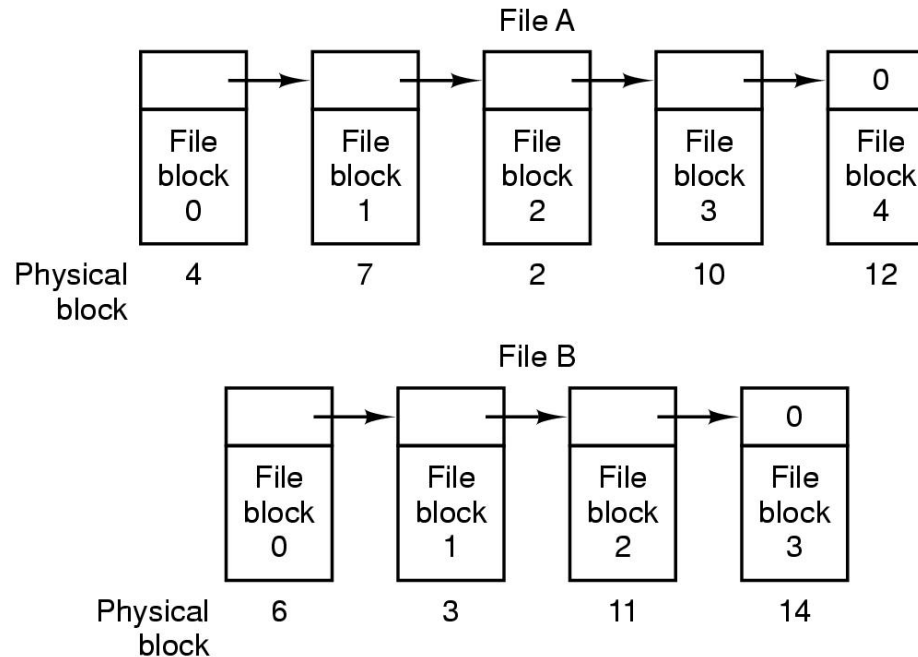 File A
0
File File File File File
block block block block block
0 1 2 3 4
Physical 4 7 2 10 12
block
File B
0
File File File File
block block block block
0 1 2 3
Physical 6 3 11 14
block